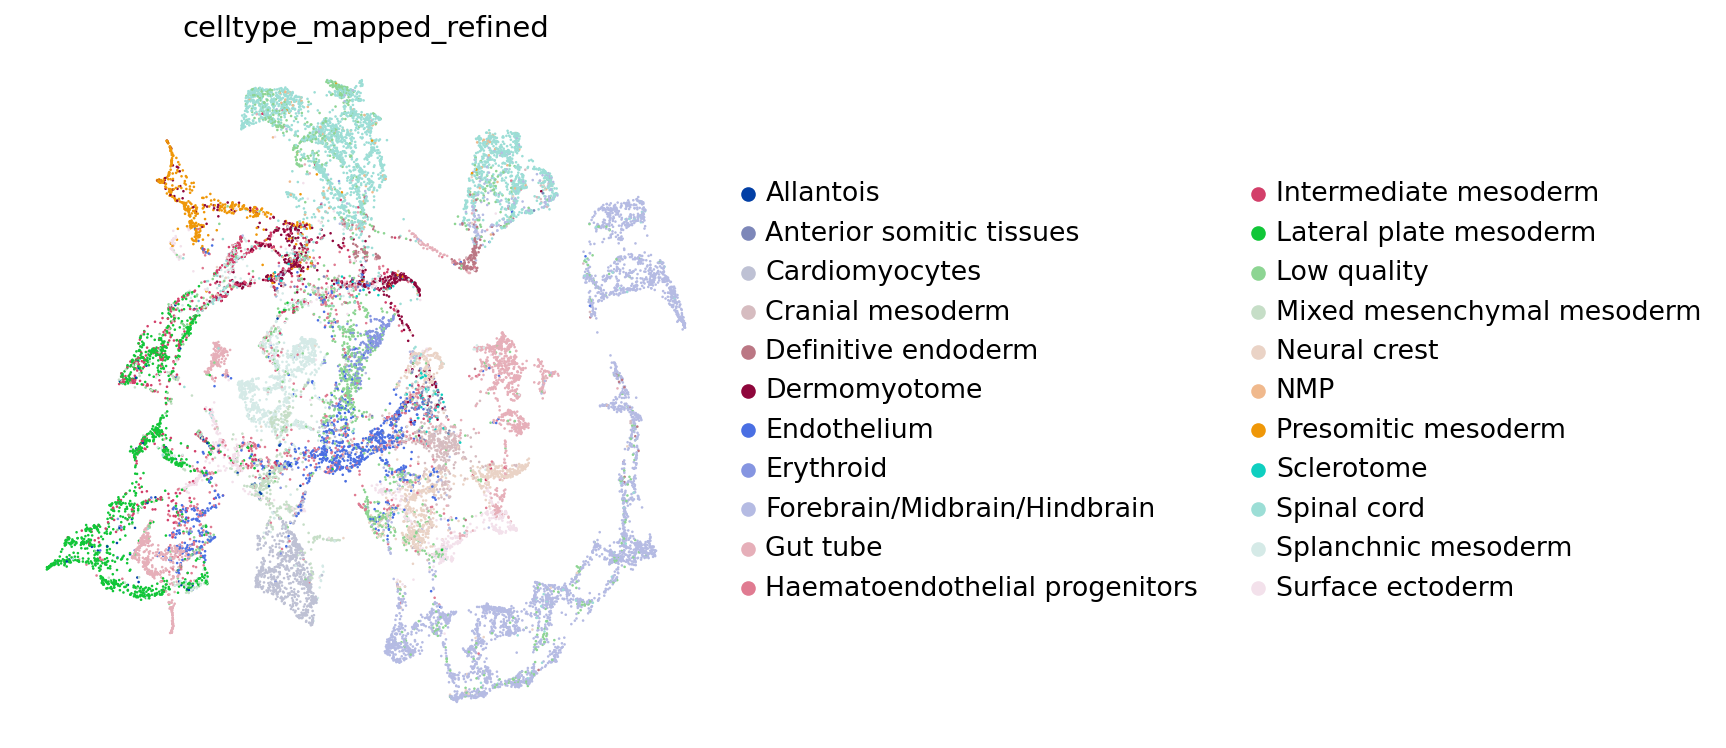 celltype_mapped_refined
Allantois
Anterior somitic tissues
Cardiomyocytes
Cranial mesoderm
Definitive endoderm
Dermomyotome
Endothelium
Erythroid
Forebrain/Midbrain/Hindbrain
Gut tube
Haematoendothelial progenitors
Intermediate mesoderm
Lateral plate mesoderm
Low quality
Mixed mesenchymal mesoderm
Neural crest
NMP
Presomitic mesoderm
Sclerotome
Spinal cord
Splanchnic mesoderm
Surface ectoderm